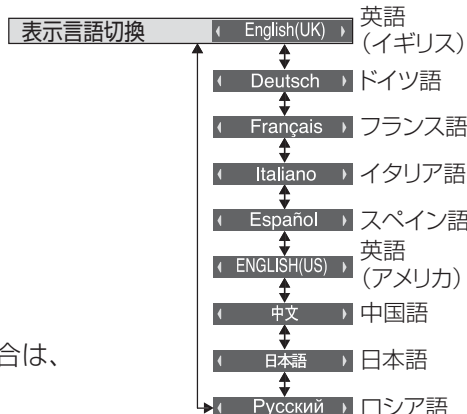 表示言語切換 English(UK) 英語
(イギリス)
Deutsch ドイツ語
Français フランス語
Italiano イタリア語
Español スペイン語
ENGLISH(US) 英語
(アメリカ)
中文 中国語
合は、
日本語 日本語
Русский ロシア語